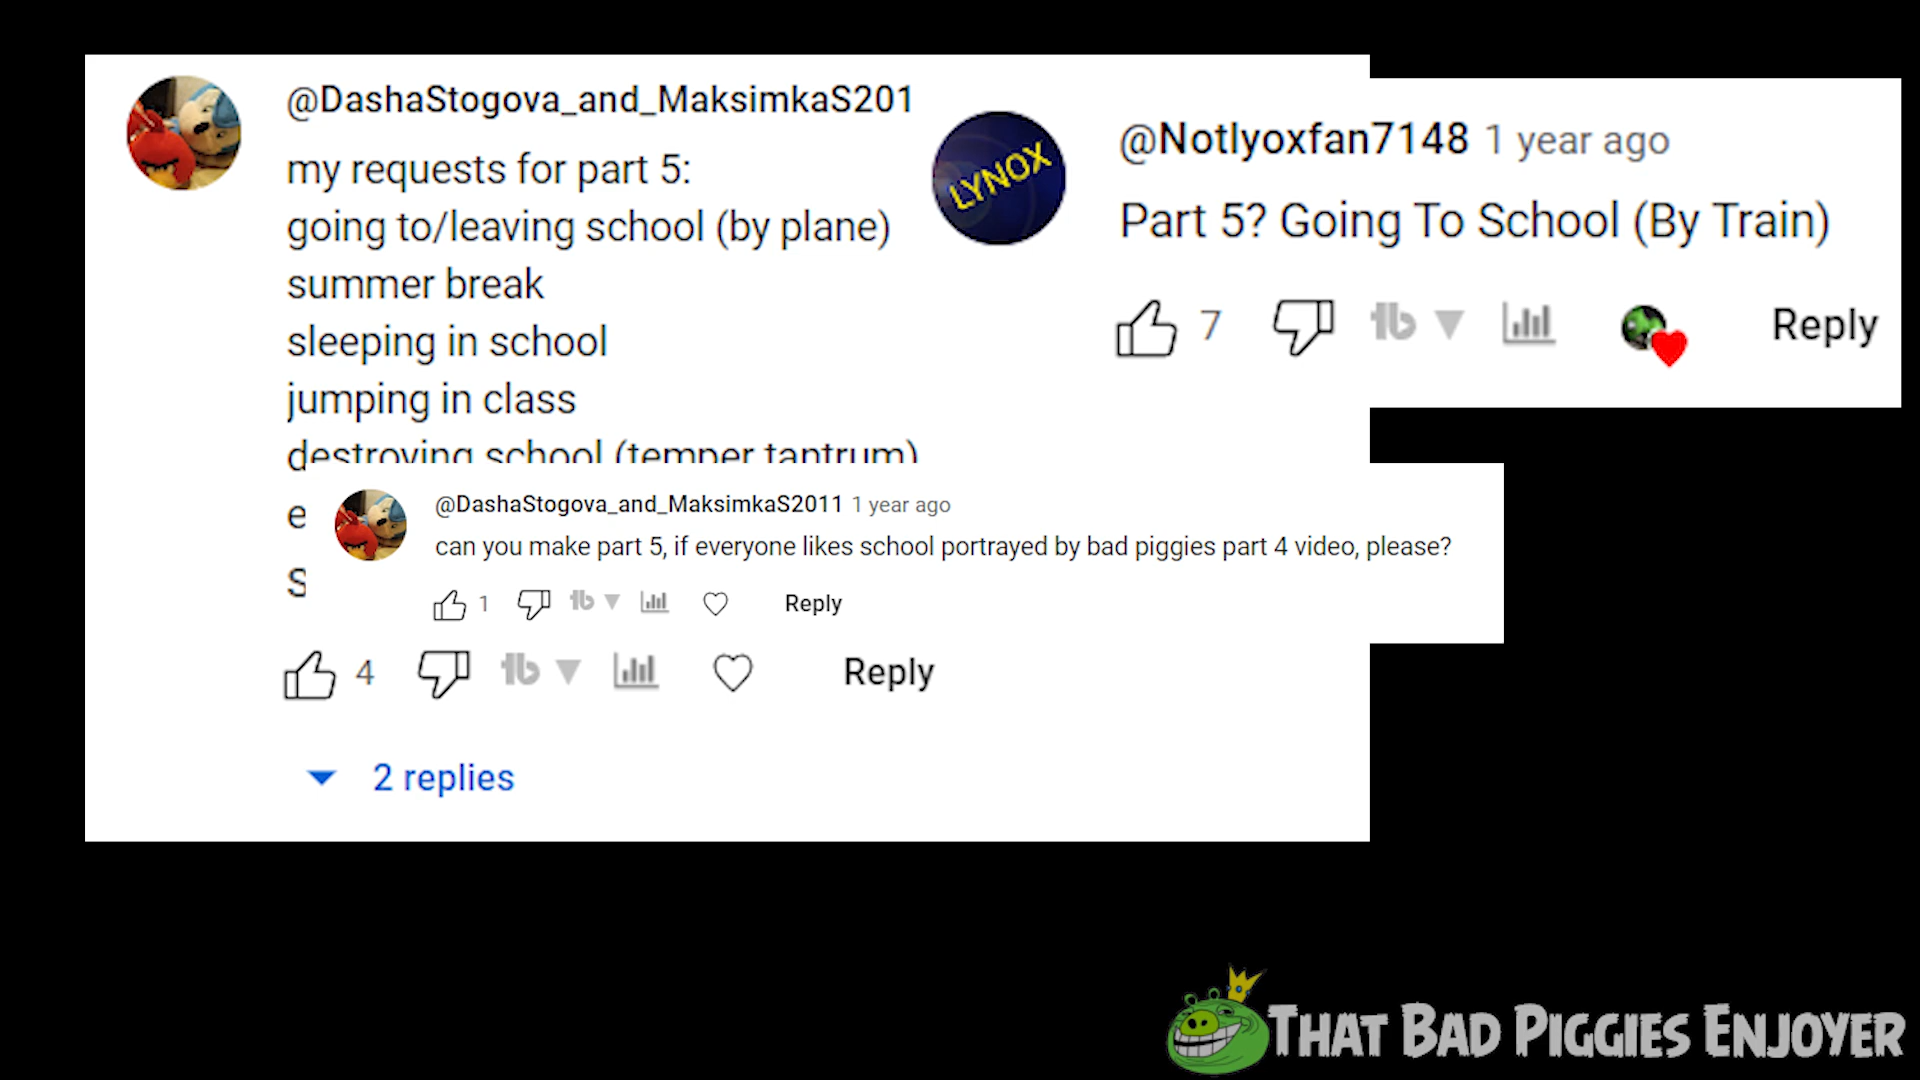 @DashaStogova_and_MaksimkaS201
my requests for part 5:
going to/leaving school (by plane)
summer break
sleeping in school
jumping in class
destroying school (temper tantrum)
e
s
4
Reply
2 replies
LYNOX
@Notlyoxfan7148 1 year ago
Part 5? Going To School (By Train)
7
Reply
@DashaStogova_and_MaksimkaS2011 1 year ago
can you make part 5, if everyone likes school portrayed by bad piggies part 4 video, please?
1
Reply
THAT BAD PIGGIES ENJOYER